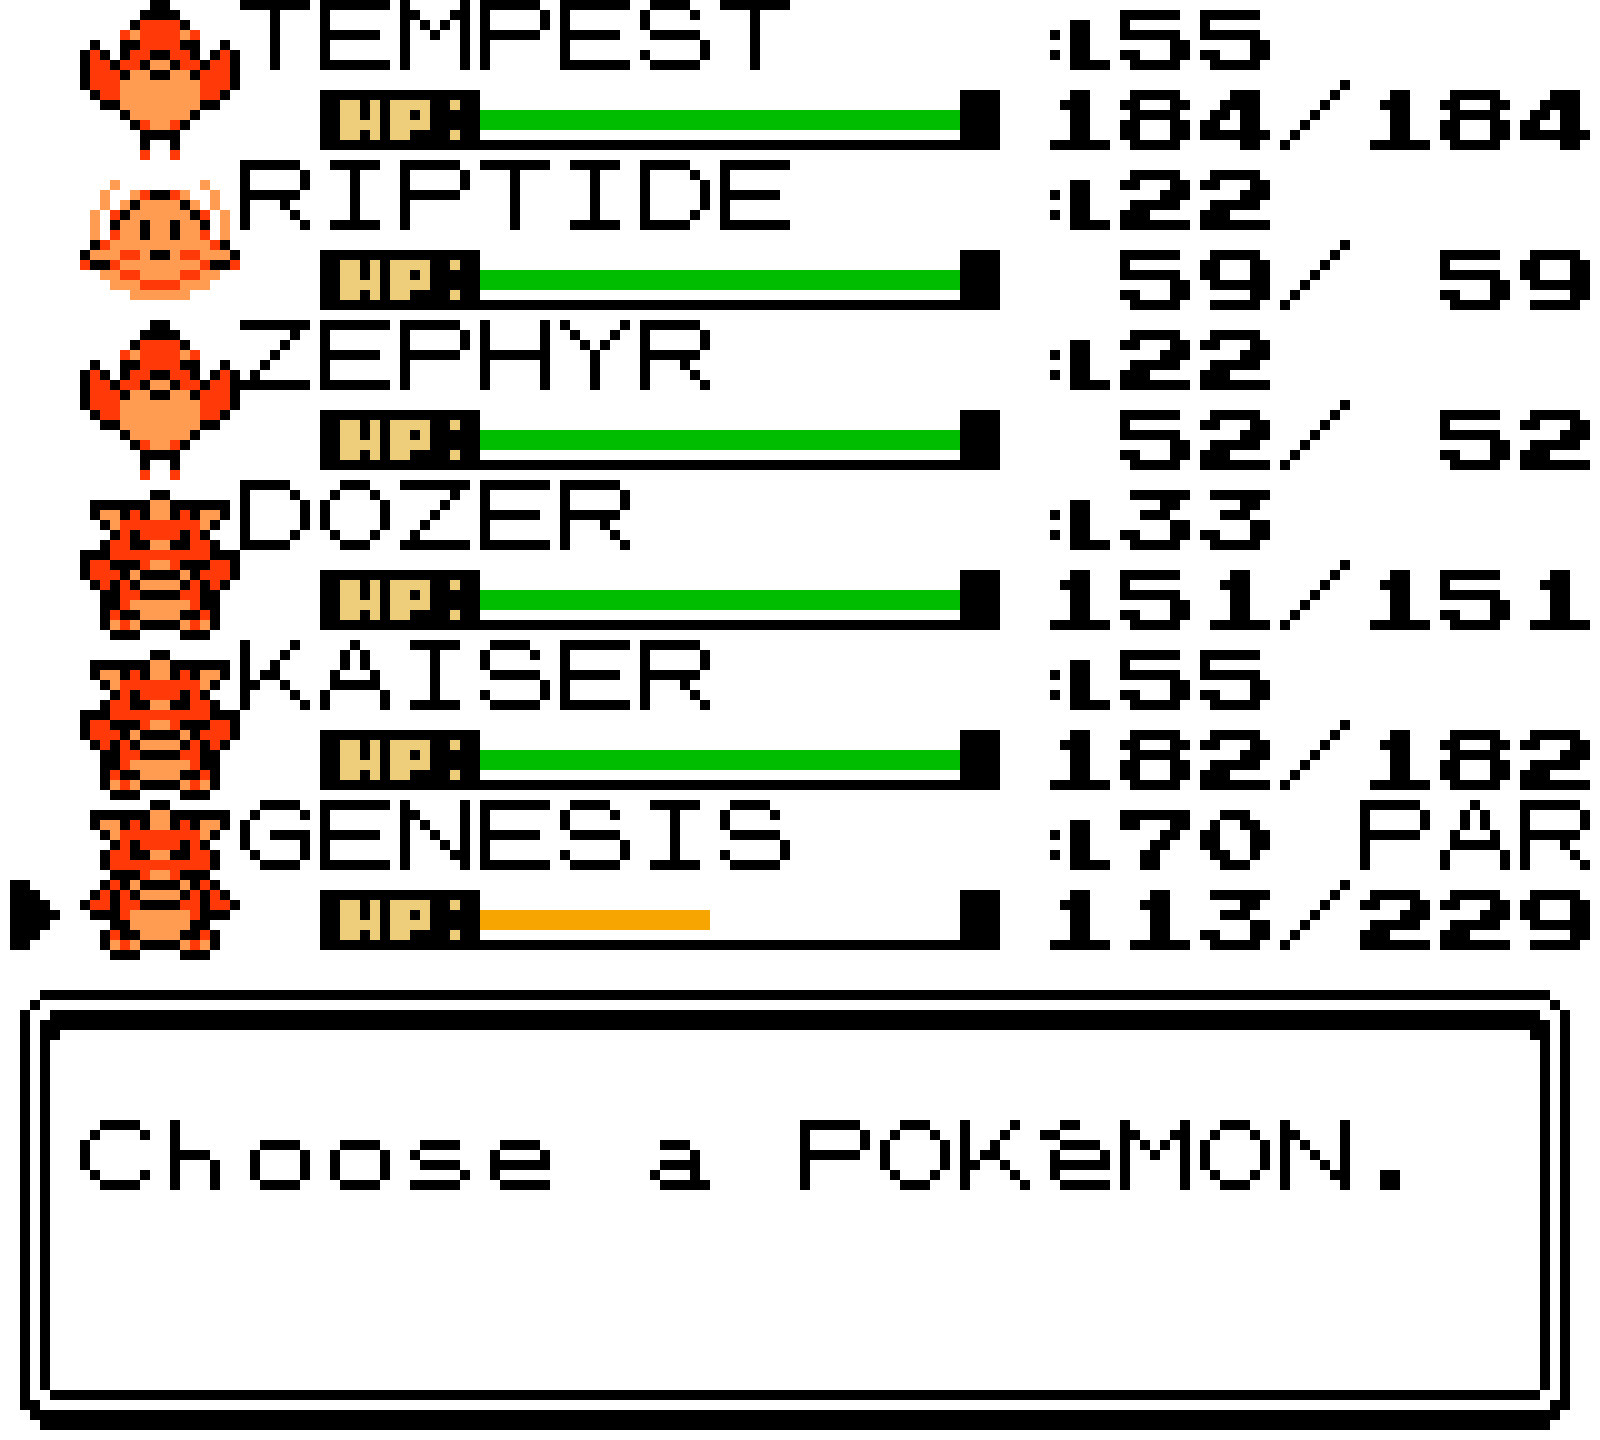 TEMPEST :L55
HP: 184/184
RIPTIDE :L22
HP: 59/ 59
ZEPHYR :L22
HP: 52/ 52
DOZER :L33
HP: 151/151
KAISER :L55
HP: 182/182
GENESIS :L70 PAR
HP: 113/229
Choose a POKéMON.